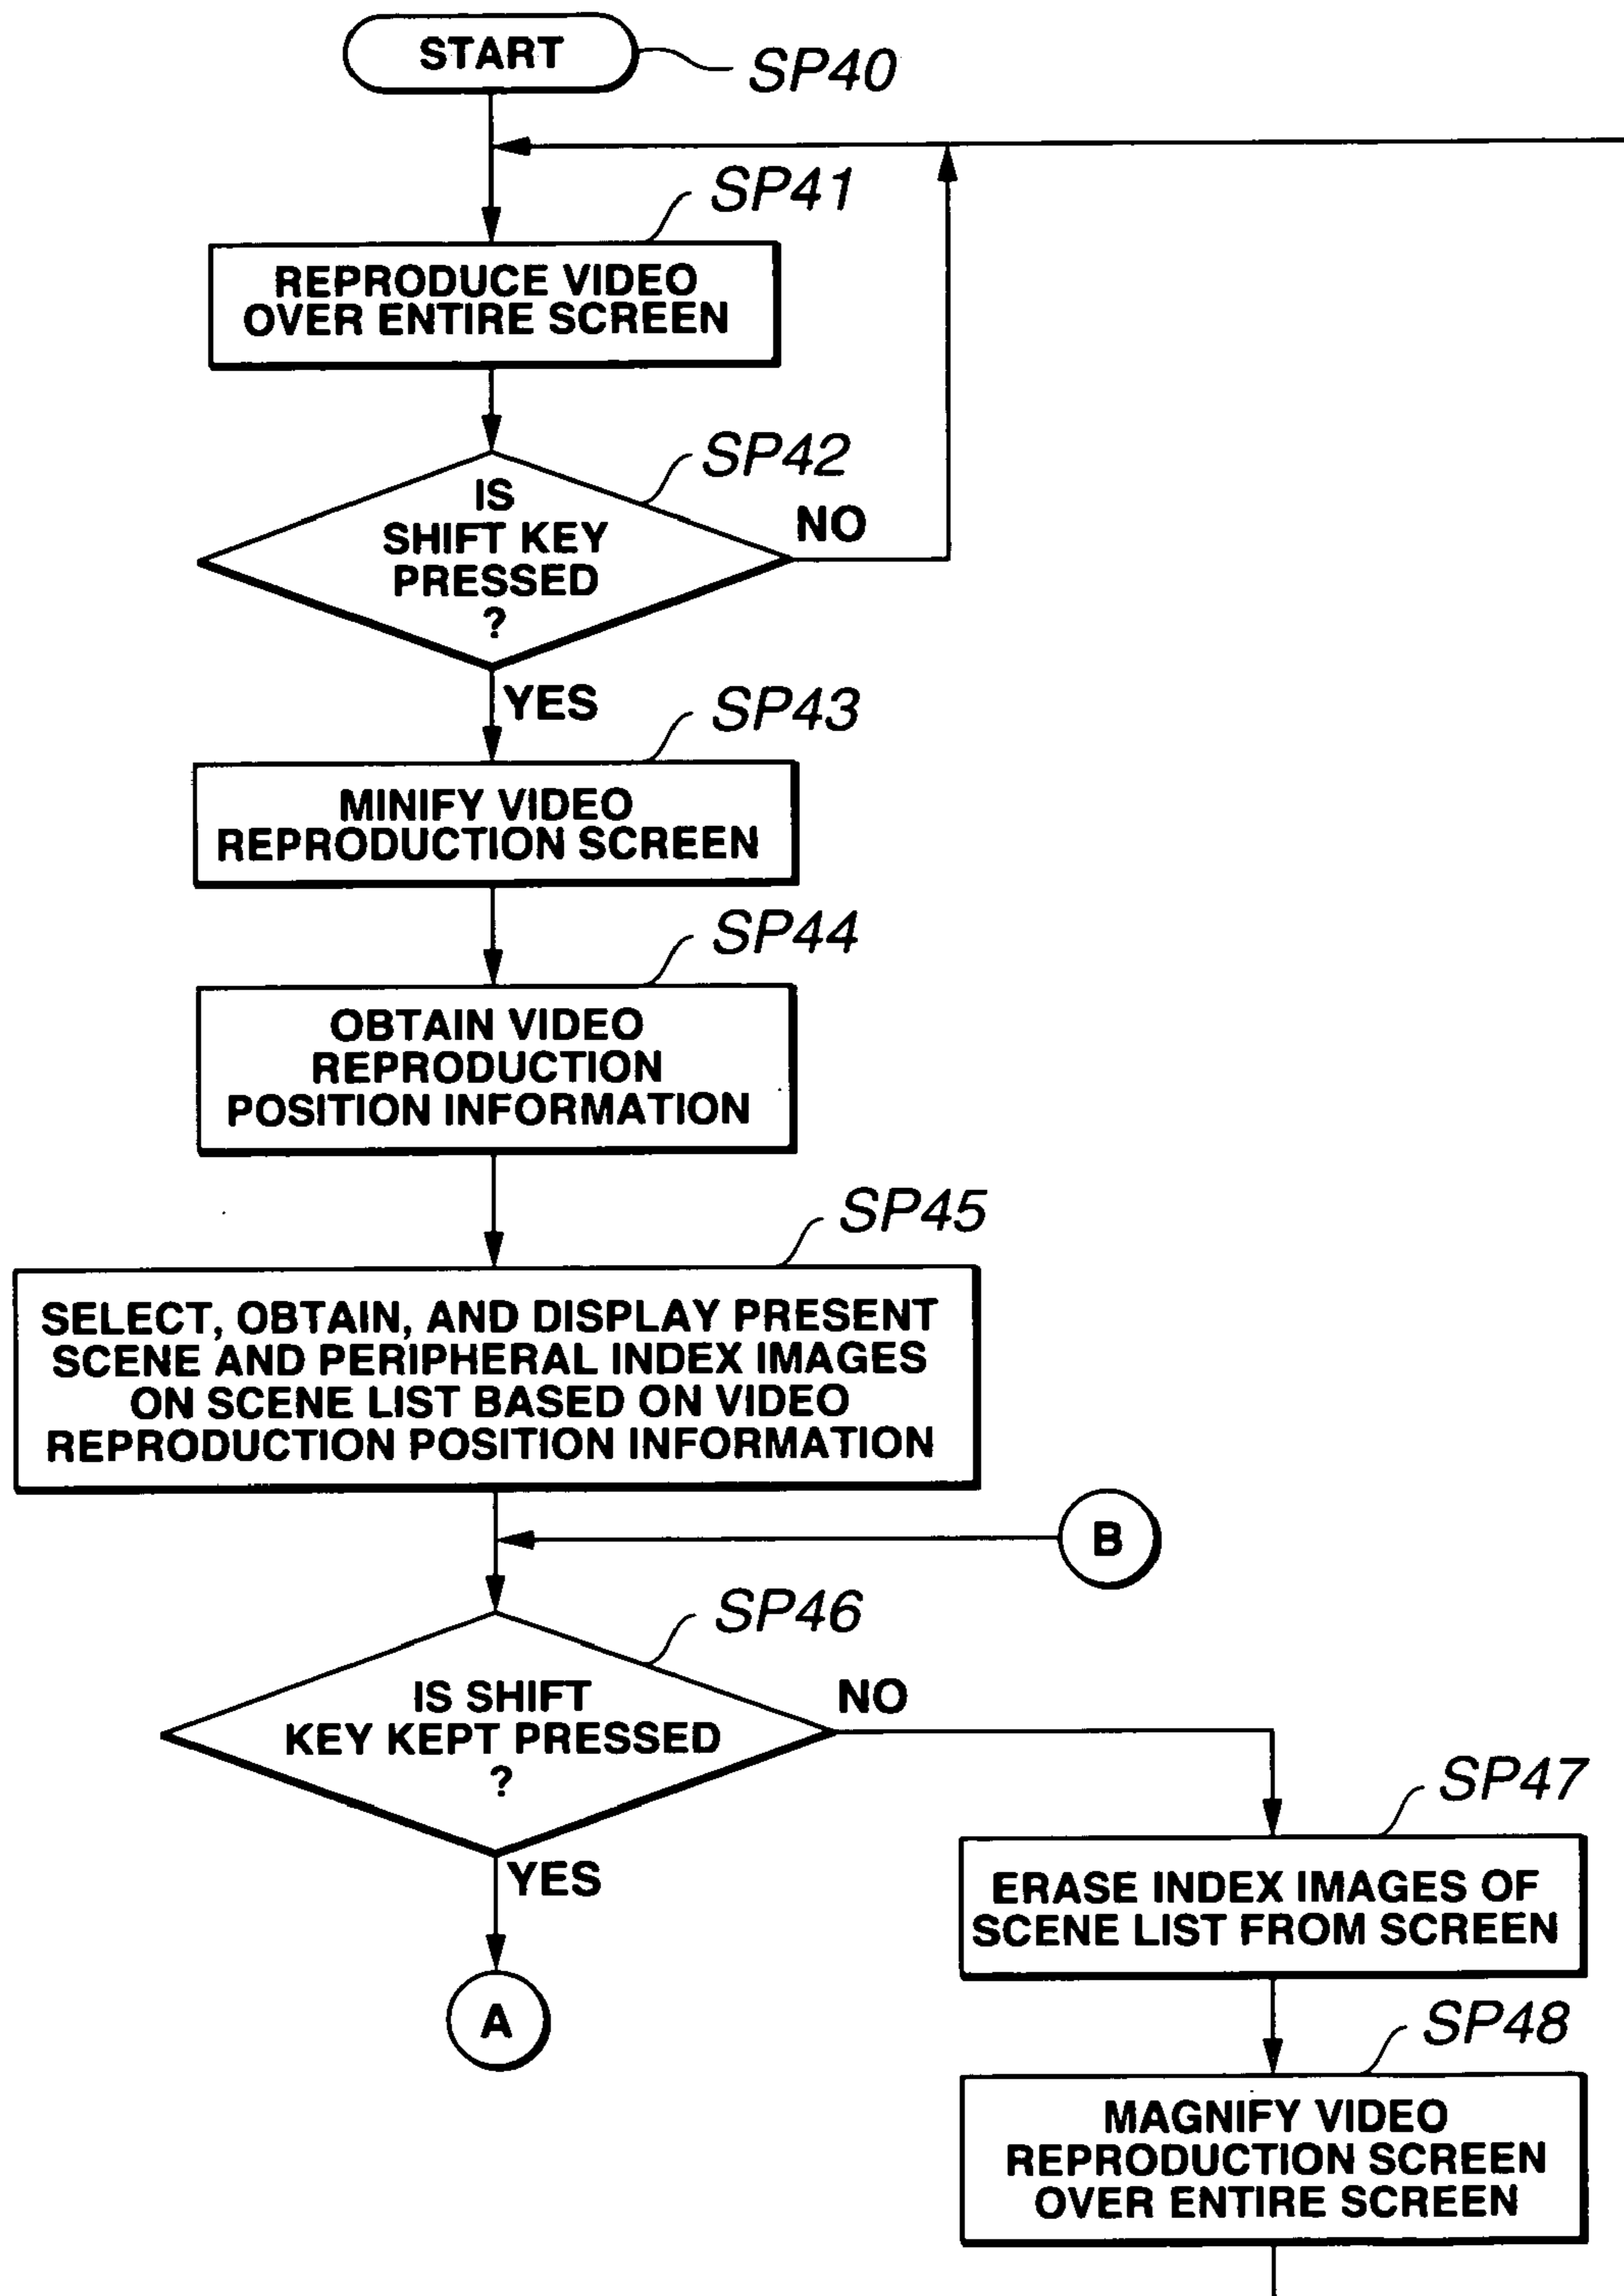 START
SP40
SP41
REPRODUCE VIDEO
OVER ENTIRE SCREEN
SP42
IS
SHIFT KEY
PRESSED
?
NO
YES
SP43
MINIFY VIDEO
REPRODUCTION SCREEN
SP44
OBTAIN VIDEO
REPRODUCTION
POSITION INFORMATION
SP45
SELECT, OBTAIN, AND DISPLAY PRESENT
SCENE AND PERIPHERAL INDEX IMAGES
ON SCENE LIST BASED ON VIDEO
REPRODUCTION POSITION INFORMATION
B
SP46
IS SHIFT
KEY KEPT PRESSED
?
NO
YES
A
SP47
ERASE INDEX IMAGES OF
SCENE LIST FROM SCREEN
SP48
MAGNIFY VIDEO
REPRODUCTION SCREEN
OVER ENTIRE SCREEN